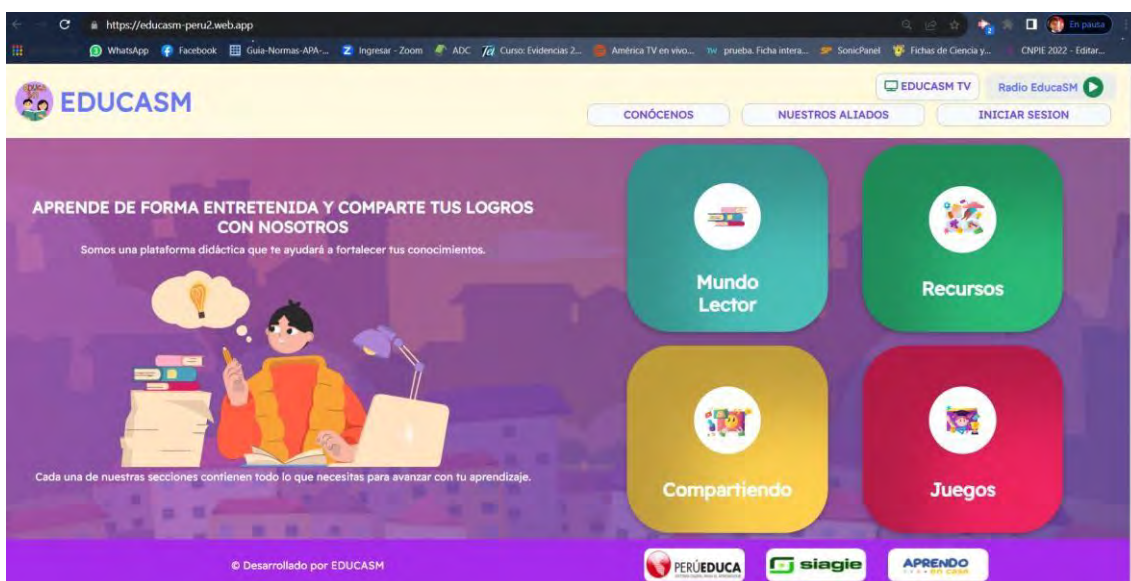 https://educasm-peru2.web.app
En pausa
WhatsApp
Facebook
Guia-Normas-APA-...
Ingresar - Zoom
ADC
Curso: Evidencias 2...
América TV en vivo...
prueba. Ficha intera...
SonicPanel
Fichas de Ciencia y...
CNPIE 2022 - Editar...
EDUCASM
EDUCASM TV
Radio EducaSM
CONÓCENOS
NUESTROS ALIADOS
INICIAR SESION
APRENDE DE FORMA ENTRETENIDA Y COMPARTE TUS LOGROS
CON NOSOTROS
Somos una plataforma didáctica que te ayudará a fortalecer tus conocimientos.
Cada una de nuestras secciones contienen todo lo que necesitas para avanzar con tu aprendizaje.
Mundo
Lector
Recursos
Compartiendo
Juegos
© Desarrollado por EDUCASM
PERÚEDUCA
siagie
APRENDO
en casa